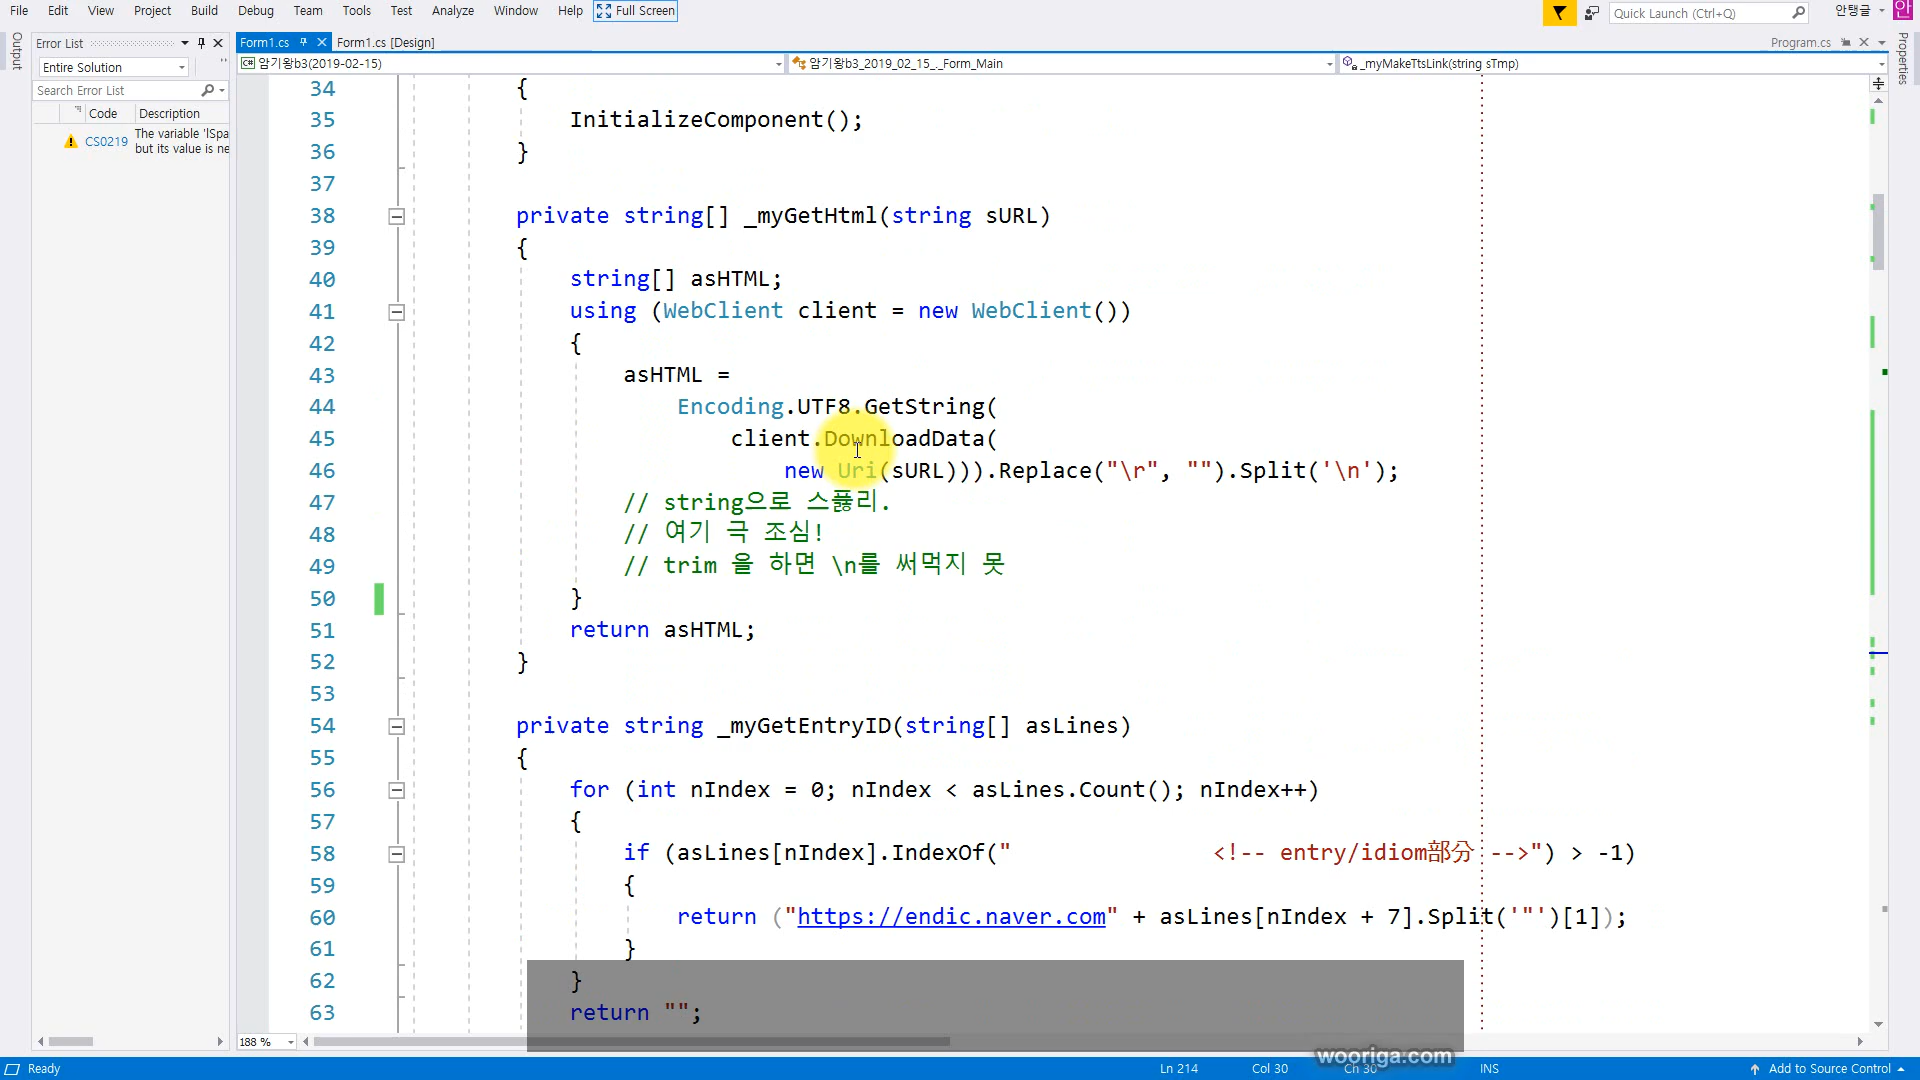 File Edit View Project Build Debug Team Tools Test Analyze Window Help Full Screen Quick Launch (Ctrl+Q) 안탱글 안
Output Error List Form1.cs Form1.cs [Design] Program.cs Properties
Entire Solution 암기왕b3(2019-02-15) 암기왕b3_2019_02_15_._Form_Main _myMakeTtsLink(string sTmp)
Search Error List
Code Description
CS0219 The variable 'lSpa
but its value is ne
34 {
35 InitializeComponent();
36 }
37
38 private string[] _myGetHtml(string sURL)
39 {
40 string[] asHTML;
41 using (WebClient client = new WebClient())
42 {
43 asHTML =
44 Encoding.UTF8.GetString(
45 client.DownloadData(
46 new Uri(sURL))).Replace("\r", "").Split('\n');
47 // string으로 스풇리.
48 // 여기 극 조심!
49 // trim 을 하면 \n를 써먹지 못
50 }
51 return asHTML;
52 }
53
54 private string _myGetEntryID(string[] asLines)
55 {
56 for (int nIndex = 0; nIndex < asLines.Count(); nIndex++)
57 {
58 if (asLines[nIndex].IndexOf("               <!-- entry/idiom部分 -->") > -1)
59 {
60 return ("https://endic.naver.com" + asLines[nIndex + 7].Split('"')[1]);
61 }
62 }
63 return "";
188 %
wooriga.com
Ready Ln 214 Col 30 Ch 30 INS Add to Source Control